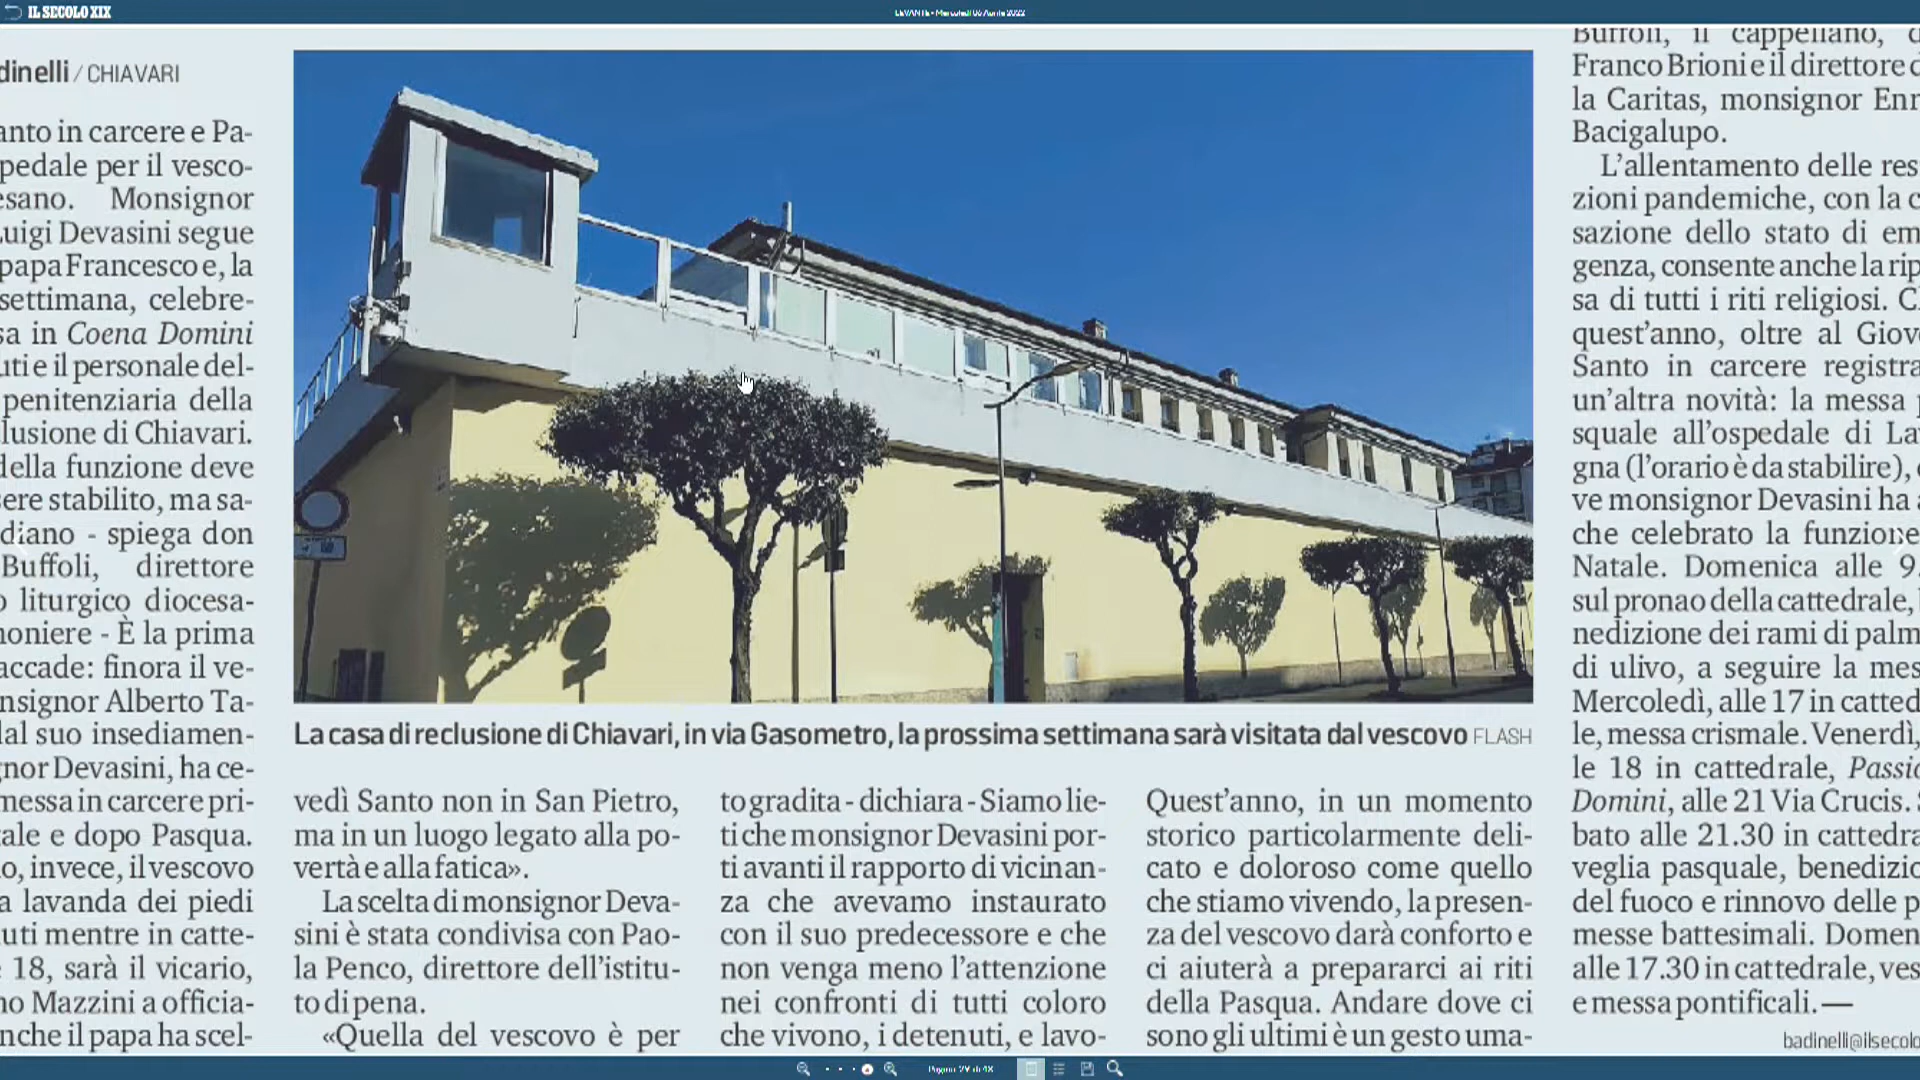 IL SECOLO XIX
LEVANTE - Mercoledì 06 Aprile 2022
dinelli / CHIAVARI
anto in carcere e Pa-
pedale per il vesco-
esano. Monsignor
Luigi Devasini segue
papa Francesco e, la
settimana, celebre-
sa in Coena Domini
uti e il personale del-
penitenziaria della
lusione di Chiavari.
della funzione deve
sere stabilito, ma sa-
diano - spiega don
Buffoli, direttore
o liturgico diocesa-
noniere - È la prima
accade: finora il ve-
nsignor Alberto Ta-
dal suo insediamen-
gnor Devasini, ha ce-
messa in carcere pri-
tale e dopo Pasqua.
o, invece, il vescovo
a lavanda dei piedi
uti mentre in catte-
e 18, sarà il vicario,
no Mazzini a officia-
nche il papa ha scel-
La casa di reclusione di Chiavari, in via Gasometro, la prossima settimana sarà visitata dal vescovo FLASH
vedì Santo non in San Pietro,
ma in un luogo legato alla po-
vertà e alla fatica».
La scelta di monsignor Deva-
sini è stata condivisa con Pao-
la Penco, direttore dell'istitu-
to di pena.
«Quella del vescovo è per
to gradita - dichiara - Siamo lie-
ti che monsignor Devasini por-
ti avanti il rapporto di vicinan-
za che avevamo instaurato
con il suo predecessore e che
non venga meno l'attenzione
nei confronti di tutti coloro
che vivono, i detenuti, e lavo-
Quest'anno, in un momento
storico particolarmente deli-
cato e doloroso come quello
che stiamo vivendo, la presen-
za del vescovo darà conforto e
ci aiuterà a prepararci ai riti
della Pasqua. Andare dove ci
sono gli ultimi è un gesto uma-
Buffoli, il cappellano, d
Franco Brioni e il direttore d
la Caritas, monsignor Enr
Bacigalupo.
L'allentamento delle res
zioni pandemiche, con la c
sazione dello stato di em
genza, consente anche la rip
sa di tutti i riti religiosi. C
quest'anno, oltre al Giov
Santo in carcere registra
un'altra novità: la messa p
squale all'ospedale di La
gna (l'orario è da stabilire),
ve monsignor Devasini ha a
che celebrato la funzione
Natale. Domenica alle 9.
sul pronao della cattedrale,
nedizione dei rami di palm
di ulivo, a seguire la mes
Mercoledì, alle 17 in catted
le, messa crismale. Venerdì,
le 18 in cattedrale, Passio
Domini, alle 21 Via Crucis. S
bato alle 21.30 in cattedra
veglia pasquale, benedizio
del fuoco e rinnovo delle p
messe battesimali. Domen
alle 17.30 in cattedrale, ves
e messa pontificali. —
badinelli@ilsecolo
Pagina 29 di 48